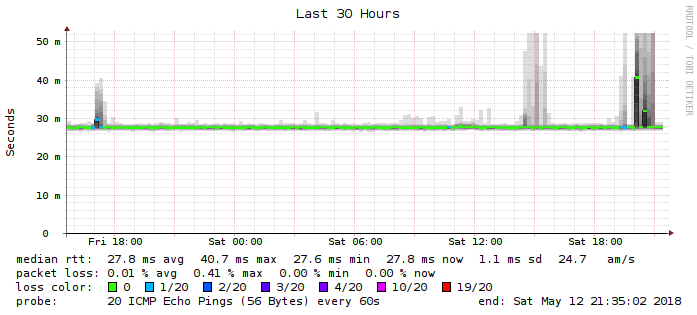 Last 30 Hours
RRDTOOL / TOBI OETIKER
Seconds
50 m
40 m
30 m
20 m
10 m
0
Fri 18:00 Sat 00:00 Sat 06:00 Sat 12:00 Sat 18:00
median rtt: 27.8 ms avg 40.7 ms max 27.6 ms min 27.8 ms now 1.1 ms sd 24.7 am/s
packet loss: 0.01 % avg 0.41 % max 0.00 % min 0.00 % now
loss color: 0 1/20 2/20 3/20 4/20 10/20 19/20
probe: 20 ICMP Echo Pings (56 Bytes) every 60s end: Sat May 12 21:35:02 2018